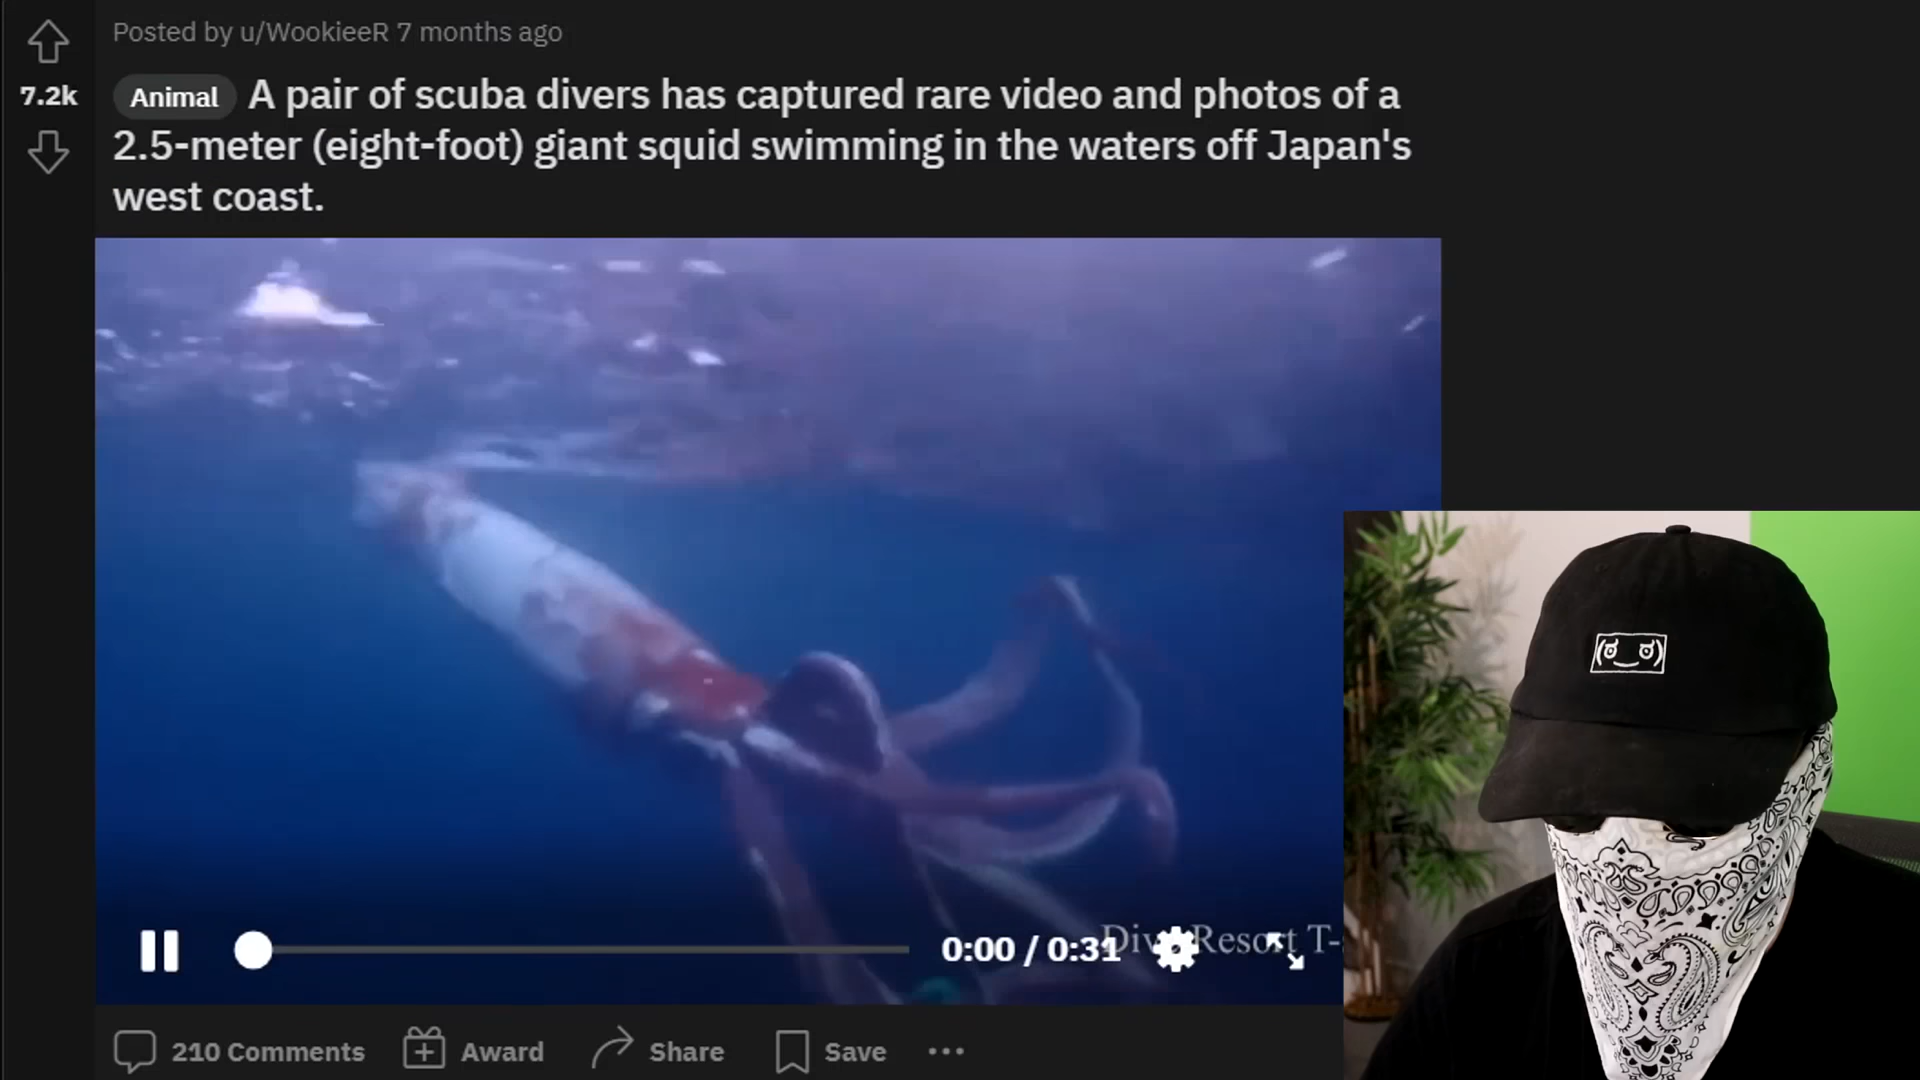 Posted by u/WookieeR 7 months ago
7.2k
Animal A pair of scuba divers has captured rare video and photos of a
2.5-meter (eight-foot) giant squid swimming in the waters off Japan's
west coast.
0:00 / 0:31
Resort T-
210 Comments Award Share Save